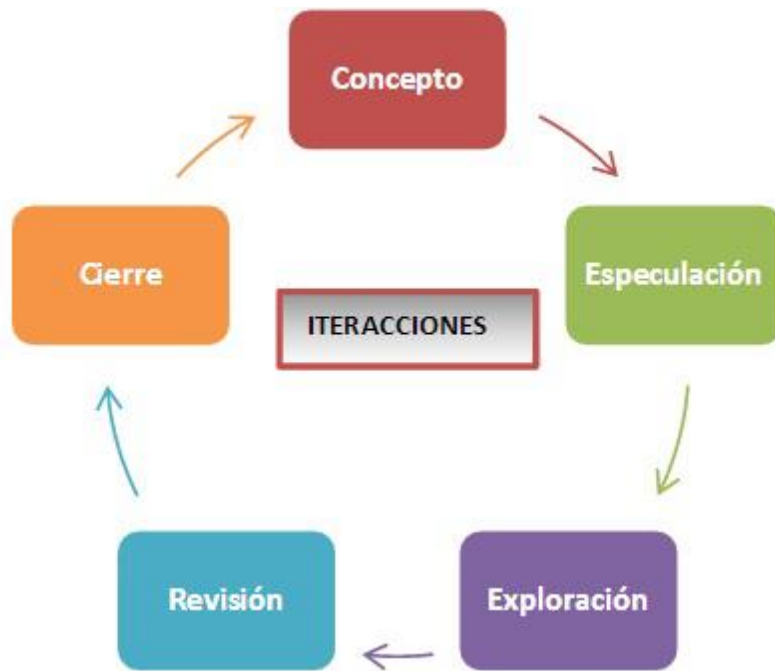 Concepto
Especulación
Exploración
Revisión
Cierre
ITERACCIONES